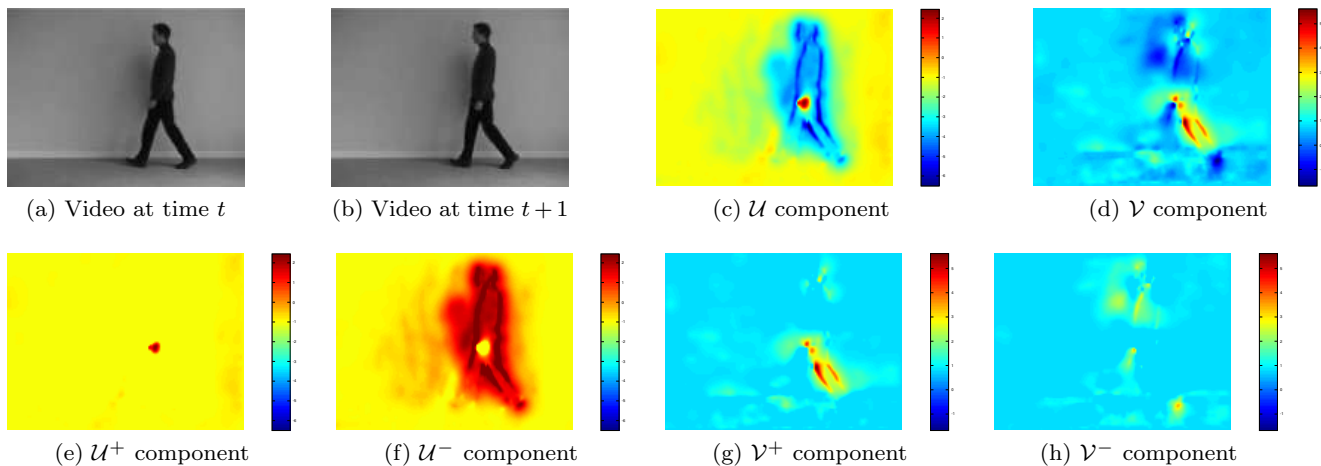 (a) Video at time t
(b) Video at time t + 1
(c) 𝒰 component
(d) 𝒱 component
(e) 𝒰⁺ component
(f) 𝒰⁻ component
(g) 𝒱⁺ component
(h) 𝒱⁻ component